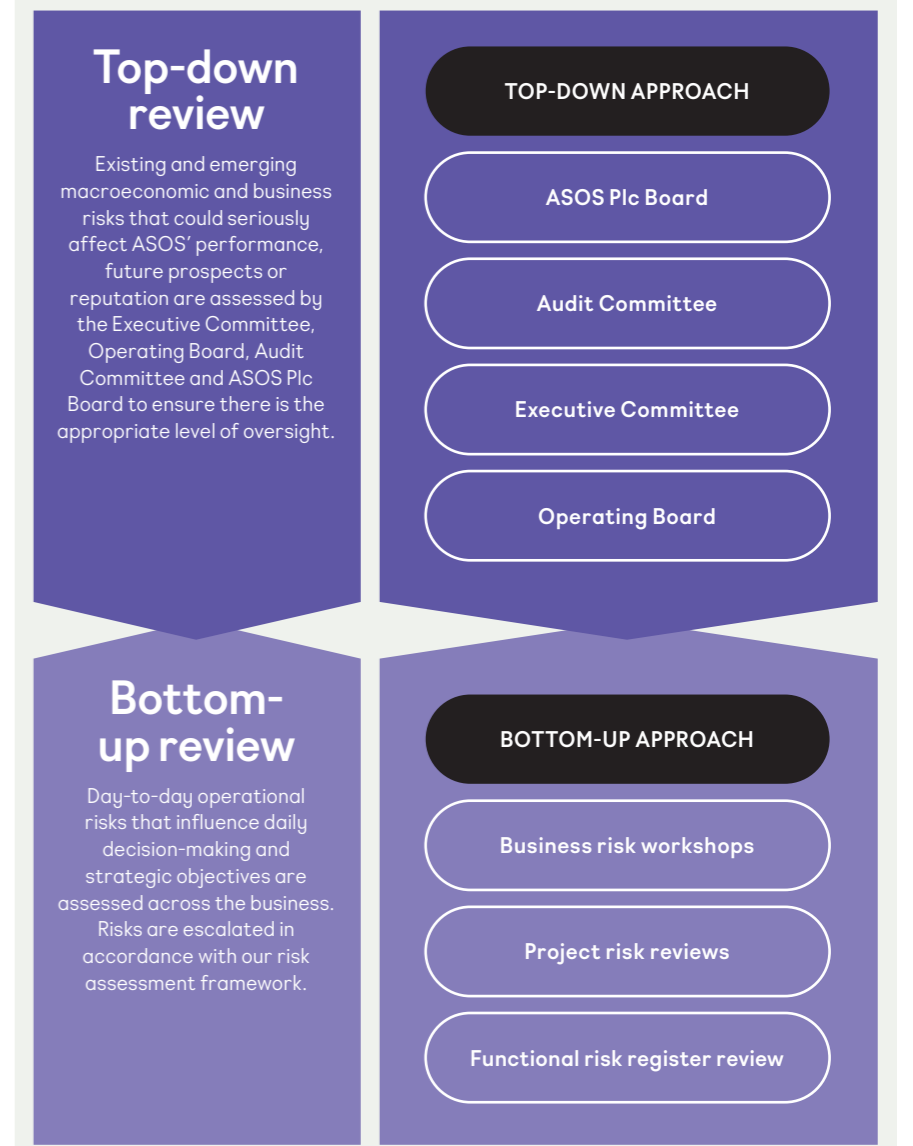 Top-down
review
Existing and emerging
macroeconomic and business
risks that could seriously
affect ASOS’ performance,
future prospects or
reputation are assessed by
the Executive Committee,
Operating Board, Audit
Committee and ASOS Plc
Board to ensure there is the
appropriate level of oversight.
TOP-DOWN APPROACH
ASOS Plc Board
Audit Committee
Executive Committee
Operating Board
Bottom-
up review
Day-to-day operational
risks that influence daily
decision-making and
strategic objectives are
assessed across the business.
Risks are escalated in
accordance with our risk
assessment framework.
BOTTOM-UP APPROACH
Business risk workshops
Project risk reviews
Functional risk register review